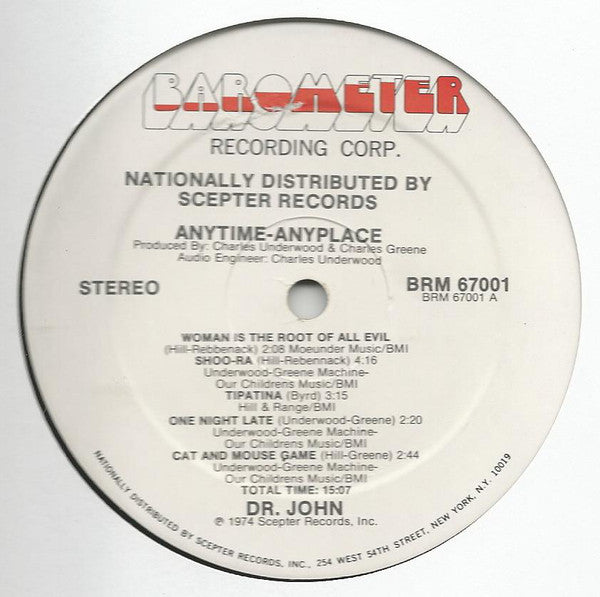 BAROMETER
RECORDING CORP.
NATIONALLY DISTRIBUTED BY
SCEPTER RECORDS
ANYTIME-ANYPLACE
Produced By: Charles Underwood & Charles Greene
Audio Engineer: Charles Underwood
STEREO
BRM 67001
BRM 67001 A
WOMAN IS THE ROOT OF ALL EVIL
(Hill-Rebbenack) 2:08 Moeunder Music/BMI
SHOO-RA (Hill-Rebennack) 4:16
Underwood-Greene Machine-
Our Childrens Music/BMI
TIPATINA (Byrd) 3:15
Hill & Range/BMI
ONE NIGHT LATE (Underwood-Greene) 2:20
Underwood-Greene Machine-
Our Childrens Music/BMI
CAT AND MOUSE GAME (Hill-Greene) 2:44
Underwood-Greene Machine-
Our Childrens Music/BMI
TOTAL TIME: 15:07
DR. JOHN
℗ 1974 Scepter Records, Inc.
NATIONALLY DISTRIBUTED BY SCEPTER RECORDS, INC., 254 WEST 54TH STREET, NEW YORK, N.Y. 10019